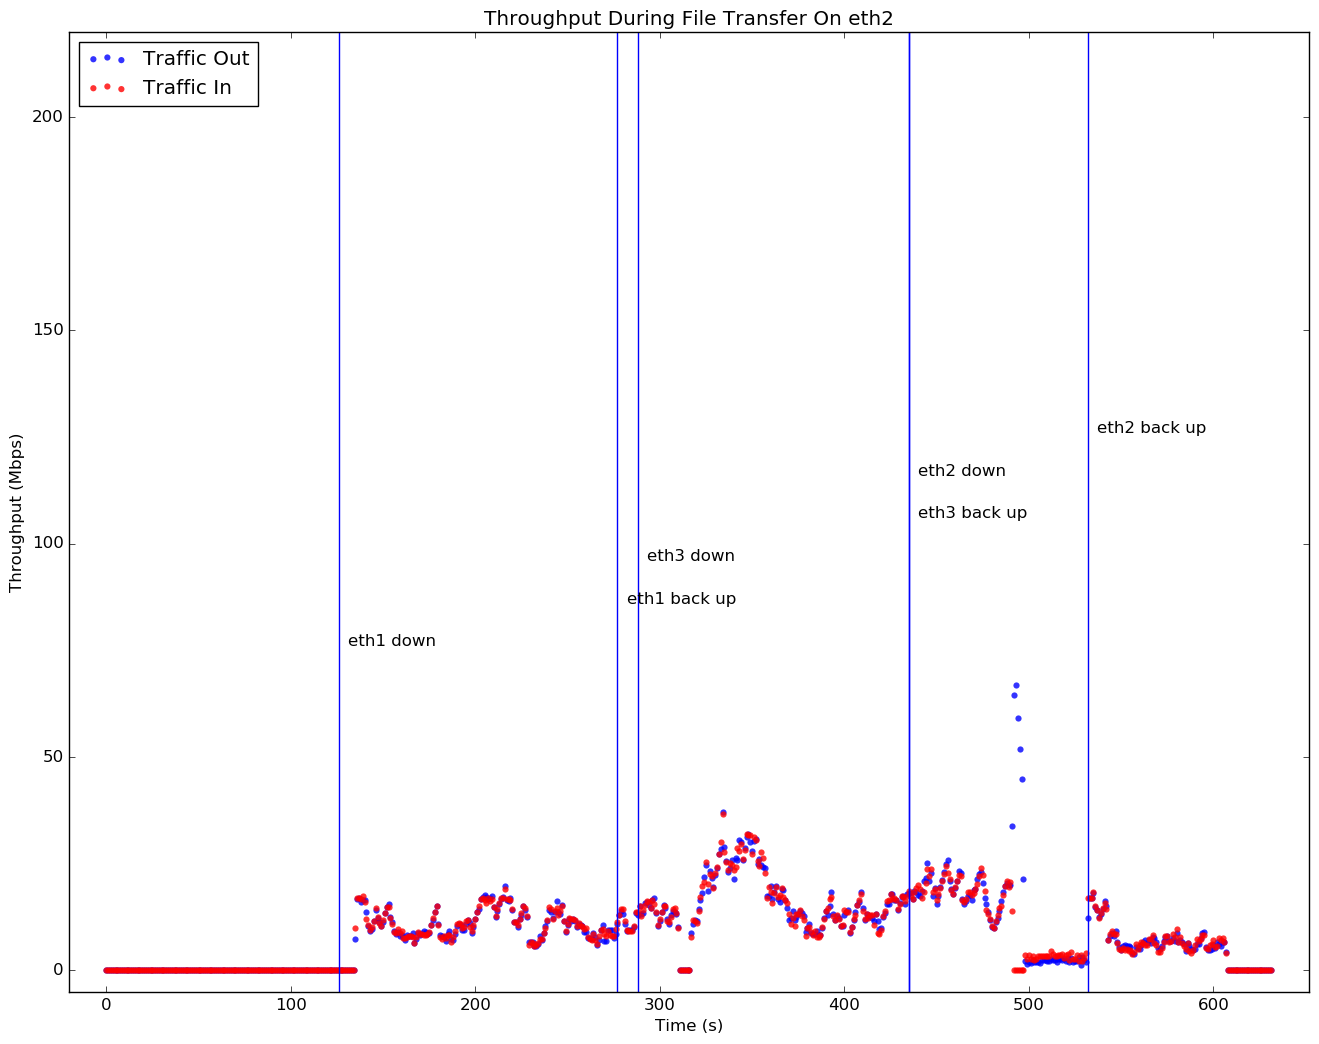 Throughput During File Transfer On eth2
Traffic Out
Traffic In
200
150
100
50
0
Throughput (Mbps)
eth2 back up
eth2 down
eth3 back up
eth3 down
eth1 back up
eth1 down
0 100 200 300 400 500 600
Time (s)